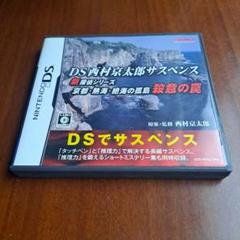 NINTENDO DS
DS西村京太郎サスペンス
新探偵シリーズ
京都・熱海・絶海の孤島 殺意の罠
原案・監修 西村京太郎
DSでサスペンス
「タッチペン」と「推理力」で解決する長編サスペンス。
「推理力」を鍛えるショートミステリー集も同時収録。